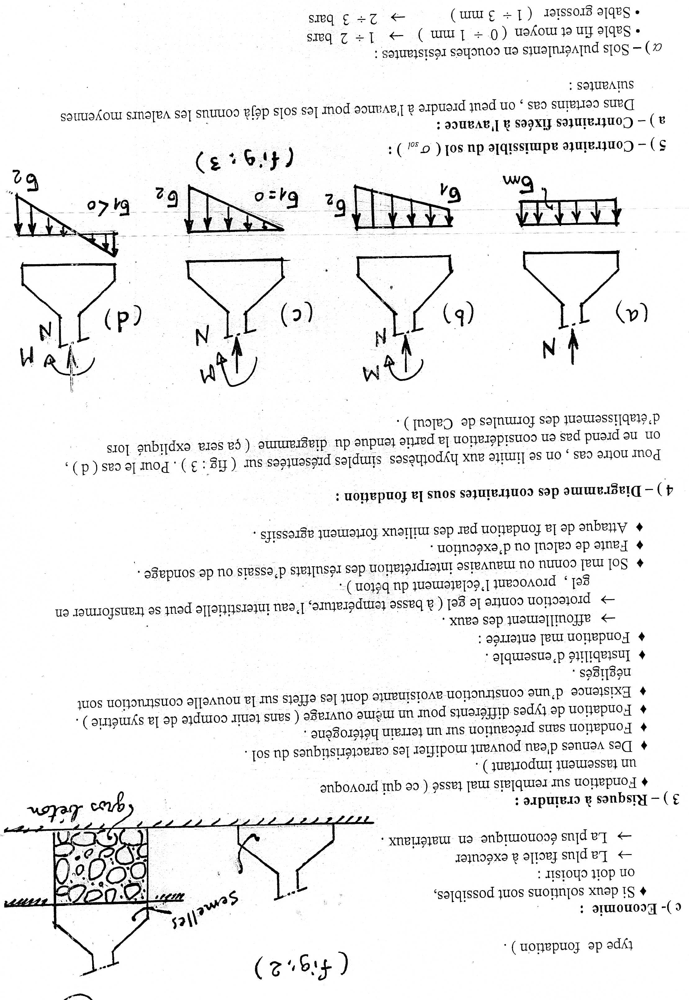 type de fondation ) .
( fig : 2 )
c )- Economie :
♦ Si deux solutions sont possibles,
on doit choisir :
→ La plus facile à exécuter
→ La plus économique en matériaux .
semelles
gros béton
3 ) – Risques à craindre :
♦ Fondation sur remblais mal tassé ( ce qui provoque
un tassement important ) .
♦ Des venues d'eau pouvant modifier les caractéristiques du sol .
♦ Fondation sans précaution sur un terrain hétérogène .
♦ Fondation de types différents pour un même ouvrage ( sans tenir compte de la symétrie ) .
♦ Existence d'une construction avoisinante dont les effets sur la nouvelle construction sont
négligés .
♦ Instabilité d'ensemble .
♦ Fondation mal enterrée :
→ affouillement des eaux .
→ protection contre le gel ( à basse température, l'eau interstitielle peut se transformer en
gel , provocant l'éclatement du béton ) .
♦ Sol mal connu ou mauvaise interprétation des résultats d'essais ou de sondage .
♦ Faute de calcul ou d'exécution .
♦ Attaque de la fondation par des milieux fortement agressifs .
4 ) – Diagramme des contraintes sous la fondation :
Pour notre cas , on se limite aux hypothèses simples présentées sur ( fig : 3 ) . Pour le cas ( d ) ,
on ne prend pas en considération la partie tendue du diagramme ( ça sera expliqué lors
d'établissement des formules de Calcul ) .
N
M
N
M
N
M
N
(a)
(b)
(c)
(d)
σm
σ1
σ2
σ1=0
σ2
σ1<0
σ2
( fig : 3 )
5 ) – Contrainte admissible du sol ( σ sol ) :
a ) – Contraintes fixées à l'avance :
Dans certains cas , on peut prendre à l'avance pour les sols déjà connus les valeurs moyennes
suivantes :
α ) – Sols pulvérulents en couches résistantes :
• Sable fin et moyen ( 0 ÷ 1 mm ) → 1 ÷ 2 bars
• Sable grossier ( 1 ÷ 3 mm ) → 2 ÷ 3 bars